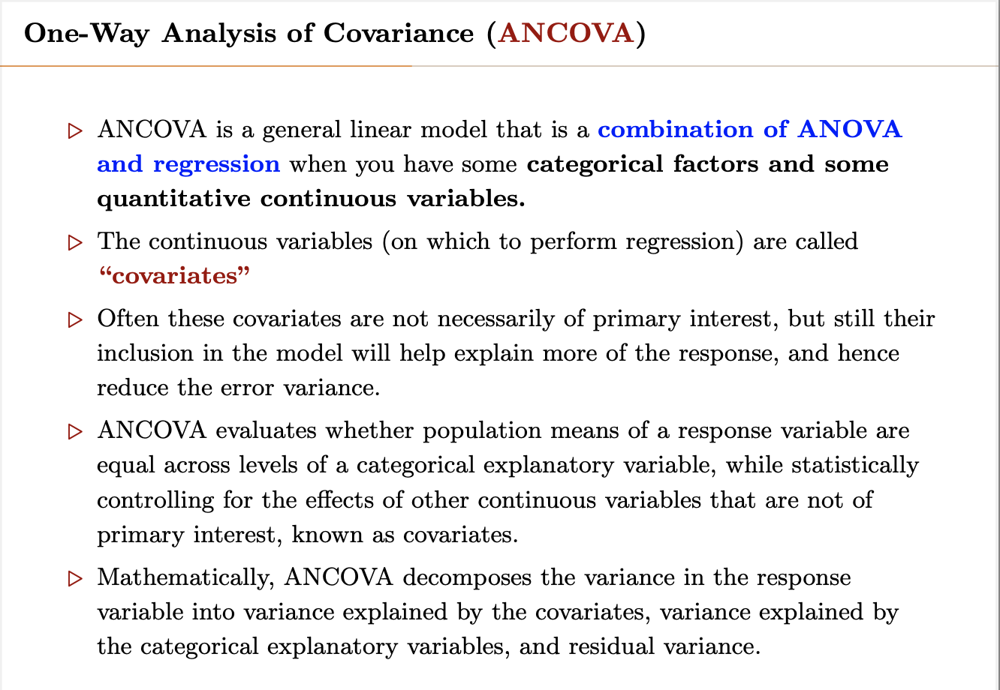 One-Way Analysis of Covariance (ANCOVA)
▷ ANCOVA is a general linear model that is a combination of ANOVA
and regression when you have some categorical factors and some
quantitative continuous variables.
▷ The continuous variables (on which to perform regression) are called
“covariates”
▷ Often these covariates are not necessarily of primary interest, but still their
inclusion in the model will help explain more of the response, and hence
reduce the error variance.
▷ ANCOVA evaluates whether population means of a response variable are
equal across levels of a categorical explanatory variable, while statistically
controlling for the effects of other continuous variables that are not of
primary interest, known as covariates.
▷ Mathematically, ANCOVA decomposes the variance in the response
variable into variance explained by the covariates, variance explained by
the categorical explanatory variables, and residual variance.